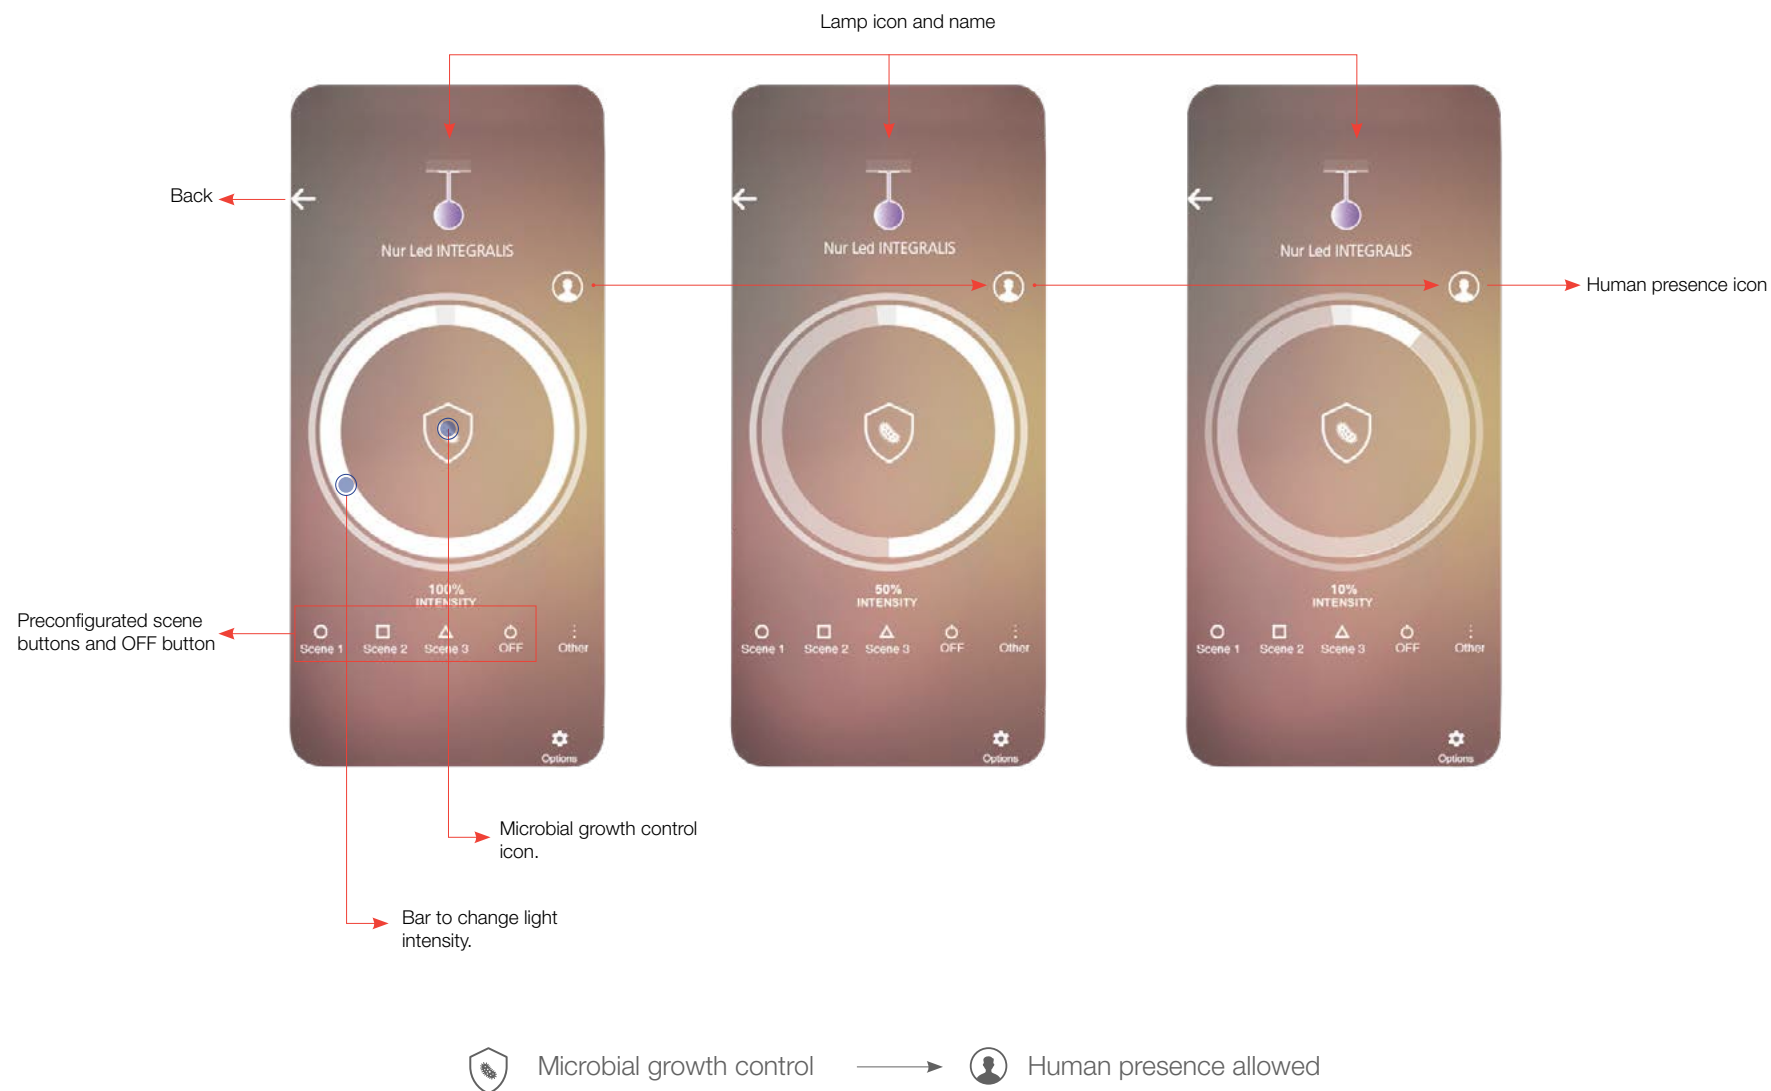 Lamp icon and name
Back
Nur Led INTEGRALIS
Nur Led INTEGRALIS
Nur Led INTEGRALIS
Human presence icon
100%
INTENSITY
50%
INTENSITY
10%
INTENSITY
Preconfigurated scene
buttons and OFF button
Scene 1 Scene 2 Scene 3 OFF Other
Scene 1 Scene 2 Scene 3 OFF Other
Scene 1 Scene 2 Scene 3 OFF Other
Options
Options
Options
Microbial growth control
icon.
Bar to change light
intensity.
Microbial growth control
Human presence allowed